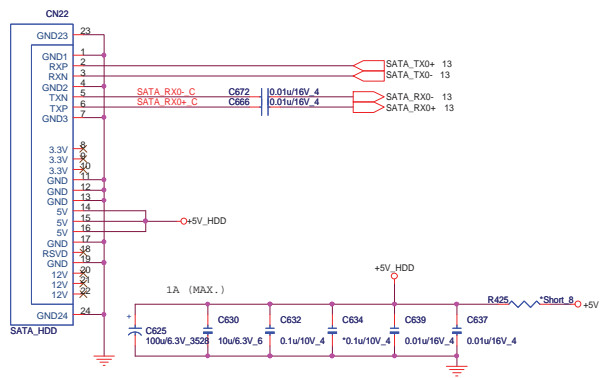 CN22
GND23 23
GND1 1
RXP 2 SATA_TX0+ 13
RXN 3 SATA_TX0- 13
GND2 4
TXN 5 SATA_RX0-_C C672 0.01u/16V_4 SATA_RX0- 13
TXP 6 SATA_RX0+_C C666 0.01u/16V_4 SATA_RX0+ 13
GND3 7
3.3V 8
3.3V 9
3.3V 10
GND 11
GND 12
GND 13
5V 14
5V 15 +5V_HDD
5V 16
GND 17
RSVD 18
GND 19
12V 20
12V 21
12V 22
GND24 24
SATA_HDD
+5V_HDD
1A (MAX.)
R425 *Short_8 +5V
+
C625 C630 C632 C634 C639 C637
100u/6.3V_3528 10u/6.3V_6 0.1u/10V_4 *0.1u/10V_4 0.01u/16V_4 0.01u/16V_4